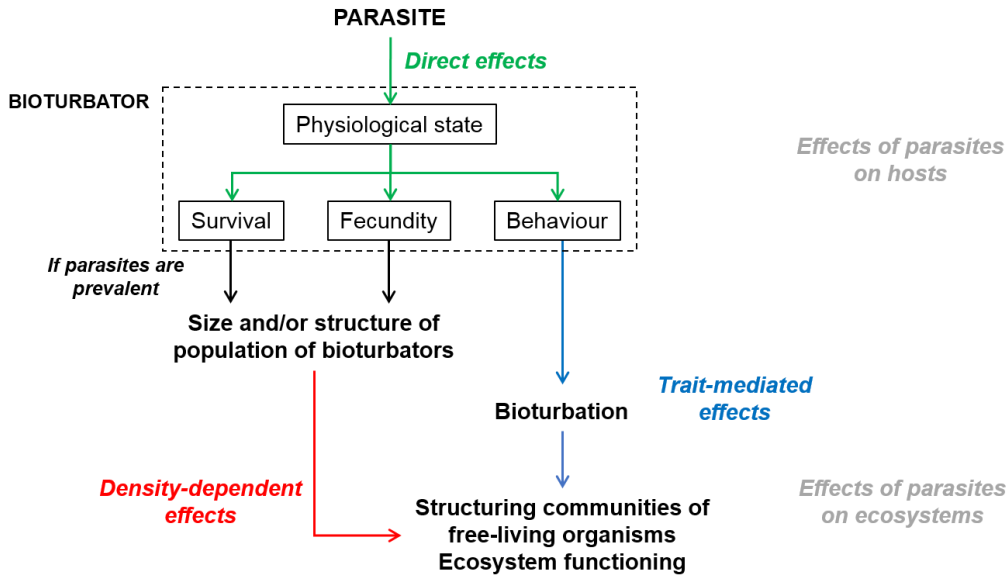 PARASITE
Direct effects
BIOTURBATOR
Physiological state
Effects of parasites
on hosts
Survival
Fecundity
Behaviour
If parasites are
prevalent
Size and/or structure of
population of bioturbators
Trait-mediated
effects
Bioturbation
Density-dependent
effects
Effects of parasites
on ecosystems
Structuring communities of
free-living organisms
Ecosystem functioning